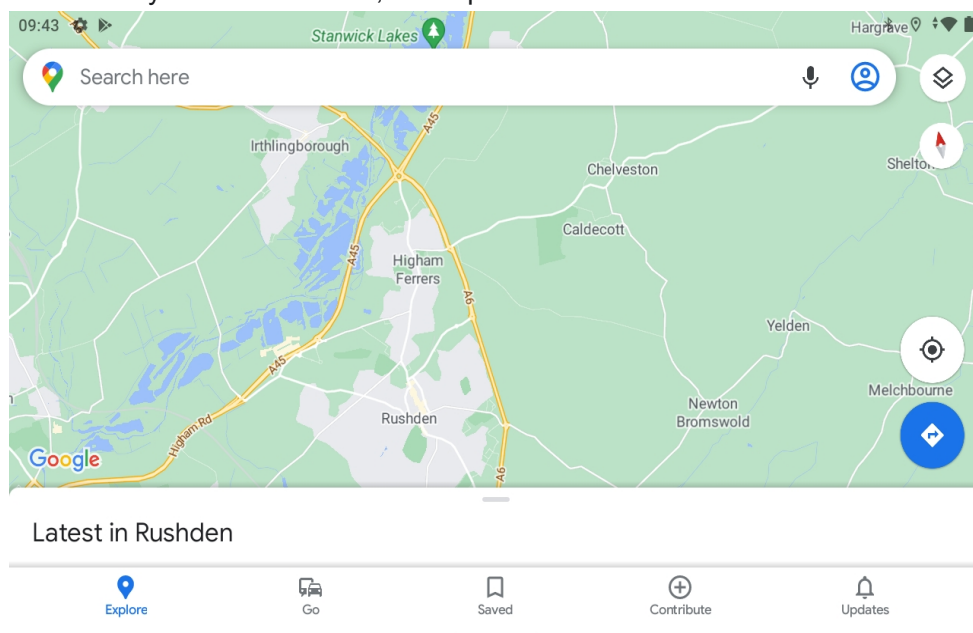 09:43
Stanwick Lakes
Hargrave
Search here
A45
Irthlingborough
Chelveston
Caldecott
A45
Higham
Ferrers
A6
Yelden
A45
Melchbourne
Newton
Bromswold
Rushden
Higham Rd
Google
A6
Latest in Rushden
Explore
Go
Saved
Contribute
Updates